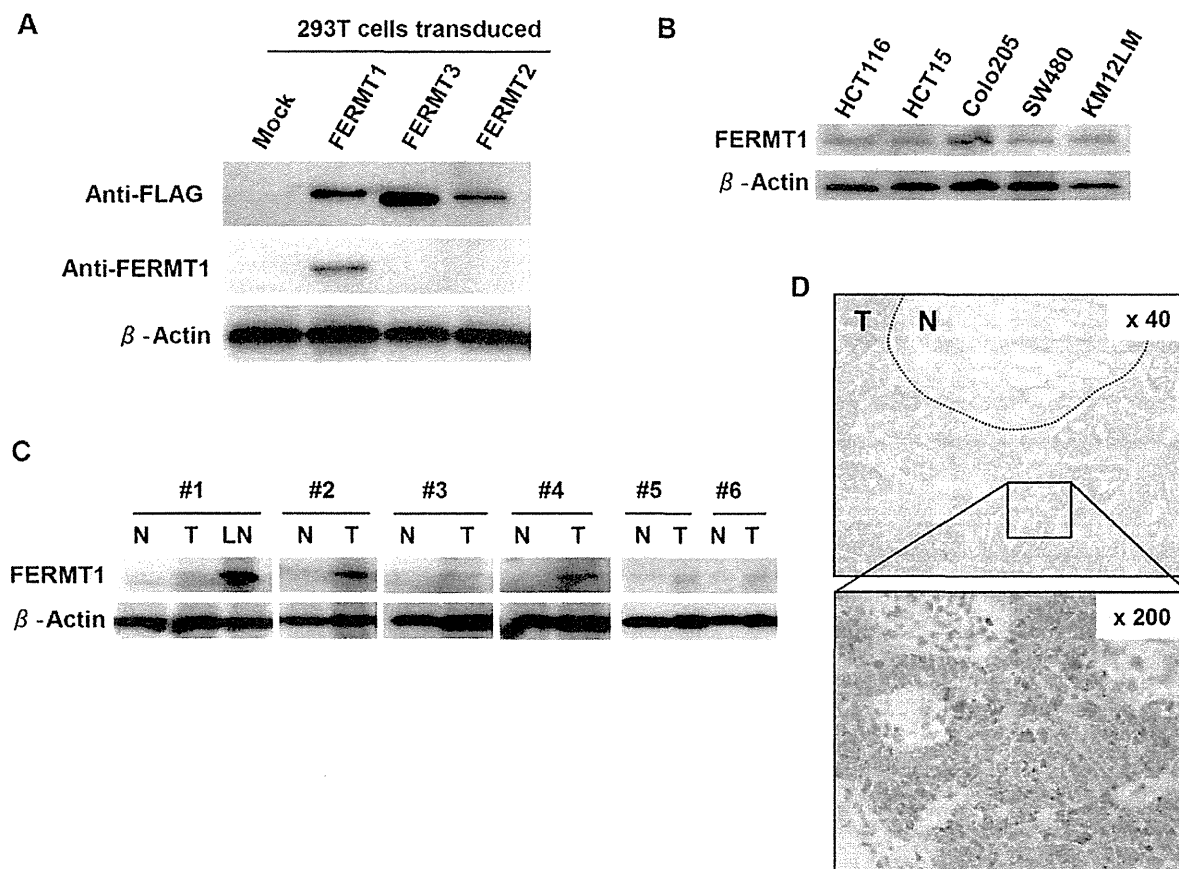 A
293T cells transduced
Mock
FERMT1
FERMT3
FERMT2
Anti-FLAG
Anti-FERMT1
β-Actin
B
HCT116
HCT15
Colo205
SW480
KM12LM
FERMT1
β-Actin
C
#1 #2 #3 #4 #5 #6
N T LN N T N T N T N T N T
FERMT1
β-Actin
D
T N x 40
x 200